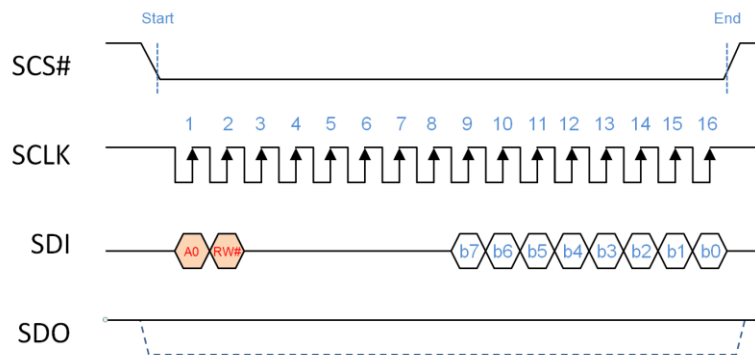 Start End
SCS#
1 2 3 4 5 6 7 8 9 10 11 12 13 14 15 16
SCLK
SDI A0 RW# b7 b6 b5 b4 b3 b2 b1 b0
SDO